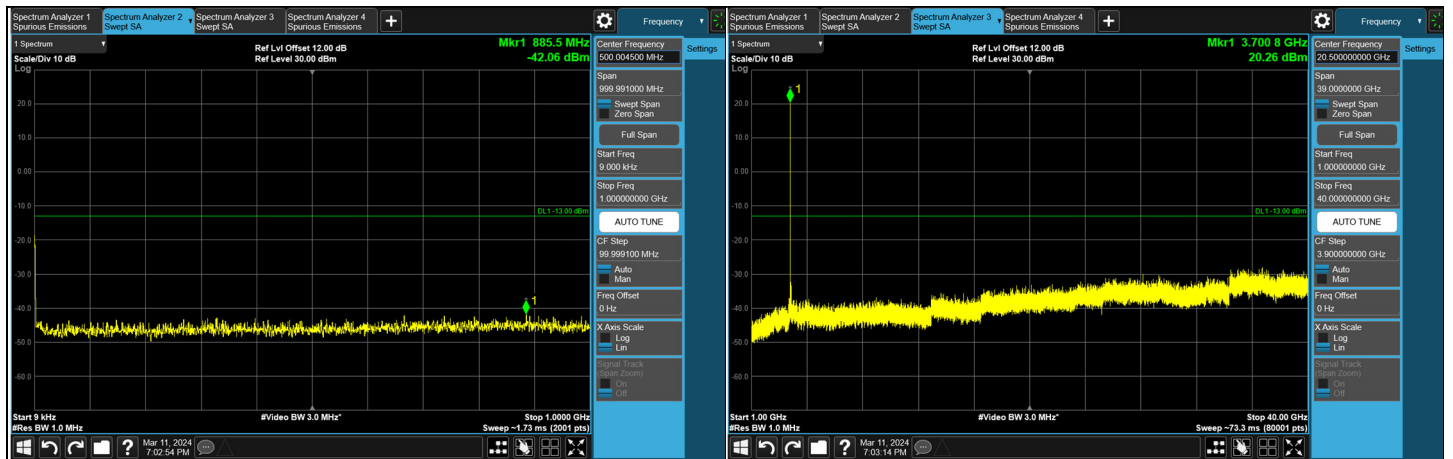 Spectrum Analyzer 1
Spurious Emissions
Spectrum Analyzer 2
Swept SA
Spectrum Analyzer 3
Swept SA
Spectrum Analyzer 4
Spurious Emissions
Frequency
1 Spectrum
Scale/Div 10 dB
Log
Ref Lvl Offset 12.00 dB
Ref Level 30.00 dBm
Mkr1 885.5 MHz
-42.06 dBm
20.0
10.0
0.00
-10.0
-20.0
-30.0
-40.0
-50.0
-60.0
DL1 -13.00 dBm
1
Start 9 kHz
#Res BW 1.0 MHz
#Video BW 3.0 MHz*
Stop 1.0000 GHz
Sweep ~1.73 ms (2001 pts)
Center Frequency
500.004500 MHz
Span
999.991000 MHz
Swept Span
Zero Span
Full Span
Start Freq
9.000 kHz
Stop Freq
1.000000000 GHz
AUTO TUNE
CF Step
99.999100 MHz
Auto
Man
Freq Offset
0 Hz
X Axis Scale
Log
Lin
Signal Track
(Span Zoom)
On
Off
Settings
?
Mar 11, 2024
7:02:54 PM
Spectrum Analyzer 1
Spurious Emissions
Spectrum Analyzer 2
Swept SA
Spectrum Analyzer 3
Swept SA
Spectrum Analyzer 4
Spurious Emissions
Frequency
1 Spectrum
Scale/Div 10 dB
Log
Ref Lvl Offset 12.00 dB
Ref Level 30.00 dBm
Mkr1 3.700 8 GHz
20.26 dBm
20.0
10.0
0.00
-10.0
-20.0
-30.0
-40.0
-50.0
-60.0
DL1 -13.00 dBm
1
Start 1.00 GHz
#Res BW 1.0 MHz
#Video BW 3.0 MHz*
Stop 40.00 GHz
Sweep ~73.3 ms (80001 pts)
Center Frequency
20.50000000 GHz
Span
39.0000000 GHz
Swept Span
Zero Span
Full Span
Start Freq
1.000000000 GHz
Stop Freq
40.00000000 GHz
AUTO TUNE
CF Step
3.900000000 GHz
Auto
Man
Freq Offset
0 Hz
X Axis Scale
Log
Lin
Signal Track
(Span Zoom)
On
Off
Settings
?
Mar 11, 2024
7:03:14 PM